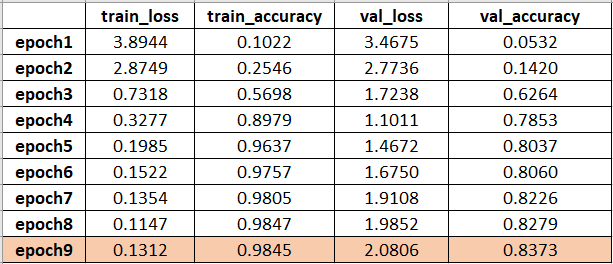 train_loss train_accuracy val_loss val_accuracy
epoch1 3.8944 0.1022 3.4675 0.0532
epoch2 2.8749 0.2546 2.7736 0.1420
epoch3 0.7318 0.5698 1.7238 0.6264
epoch4 0.3277 0.8979 1.1011 0.7853
epoch5 0.1985 0.9637 1.4672 0.8037
epoch6 0.1522 0.9757 1.6750 0.8060
epoch7 0.1354 0.9805 1.9108 0.8226
epoch8 0.1147 0.9847 1.9852 0.8279
epoch9 0.1312 0.9845 2.0806 0.8373